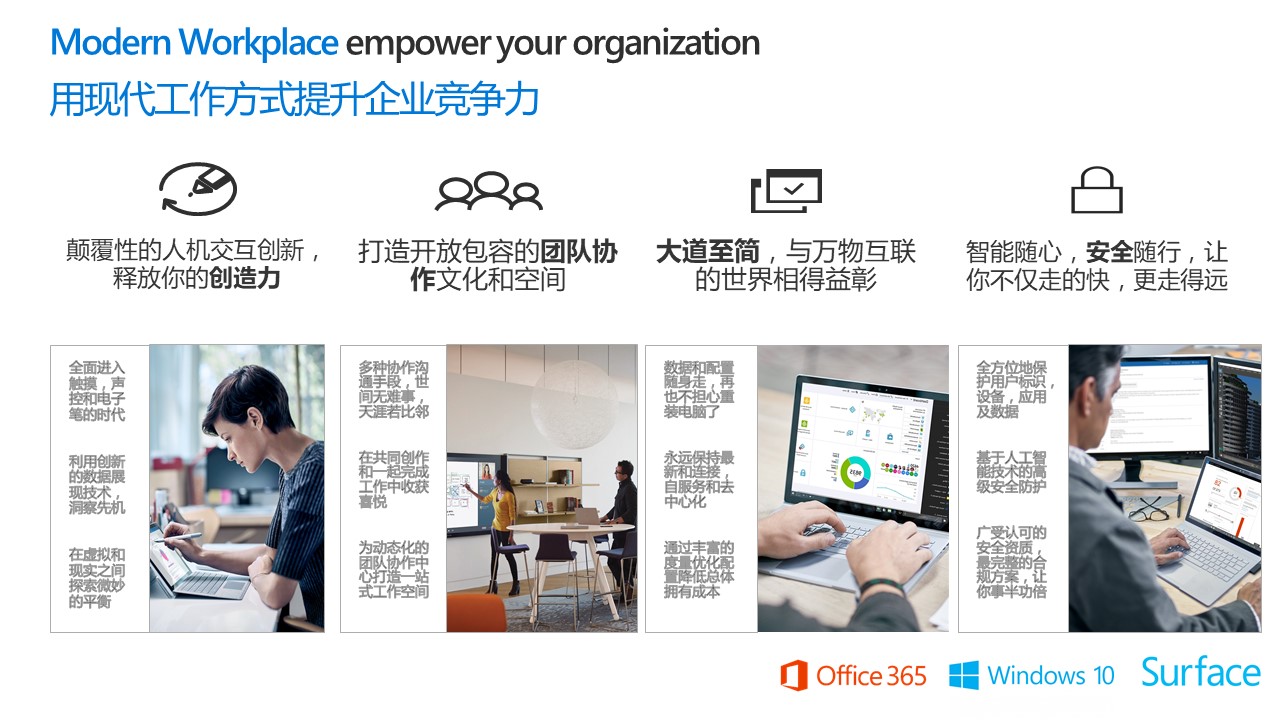 Modern Workplace empower your organization
用现代工作方式提升企业竞争力
颠覆性的人机交互创新，
释放你的创造力
打造开放包容的团队协
作文化和空间
大道至简，与万物互联
的世界相得益彰
智能随心，安全随行，让
你不仅走的快，更走得远
全面进入
触摸，声
控和电子
笔的时代
利用创新
的数据展
现技术，
洞察先机
在虚拟和
现实之间
探索微妙
的平衡
多种协作沟
通手段，世
间无难事，
天涯若比邻
在共同创作
和一起完成
工作中收获
喜悦
为动态化的
团队协作中
心打造一站
式工作空间
数据和配置
随身走，再
也不担心重
装电脑了
永远保持最
新和连接，
自服务和去
中心化
通过丰富的
度量优化配
置降低总体
拥有成本
全方位地保
护用户标识，
设备，应用
及数据
基于人工智
能技术的高
级安全防护
广受认可的
安全资质，
最完整的合
规方案，让
你事半功倍
Office 365 Windows 10 Surface